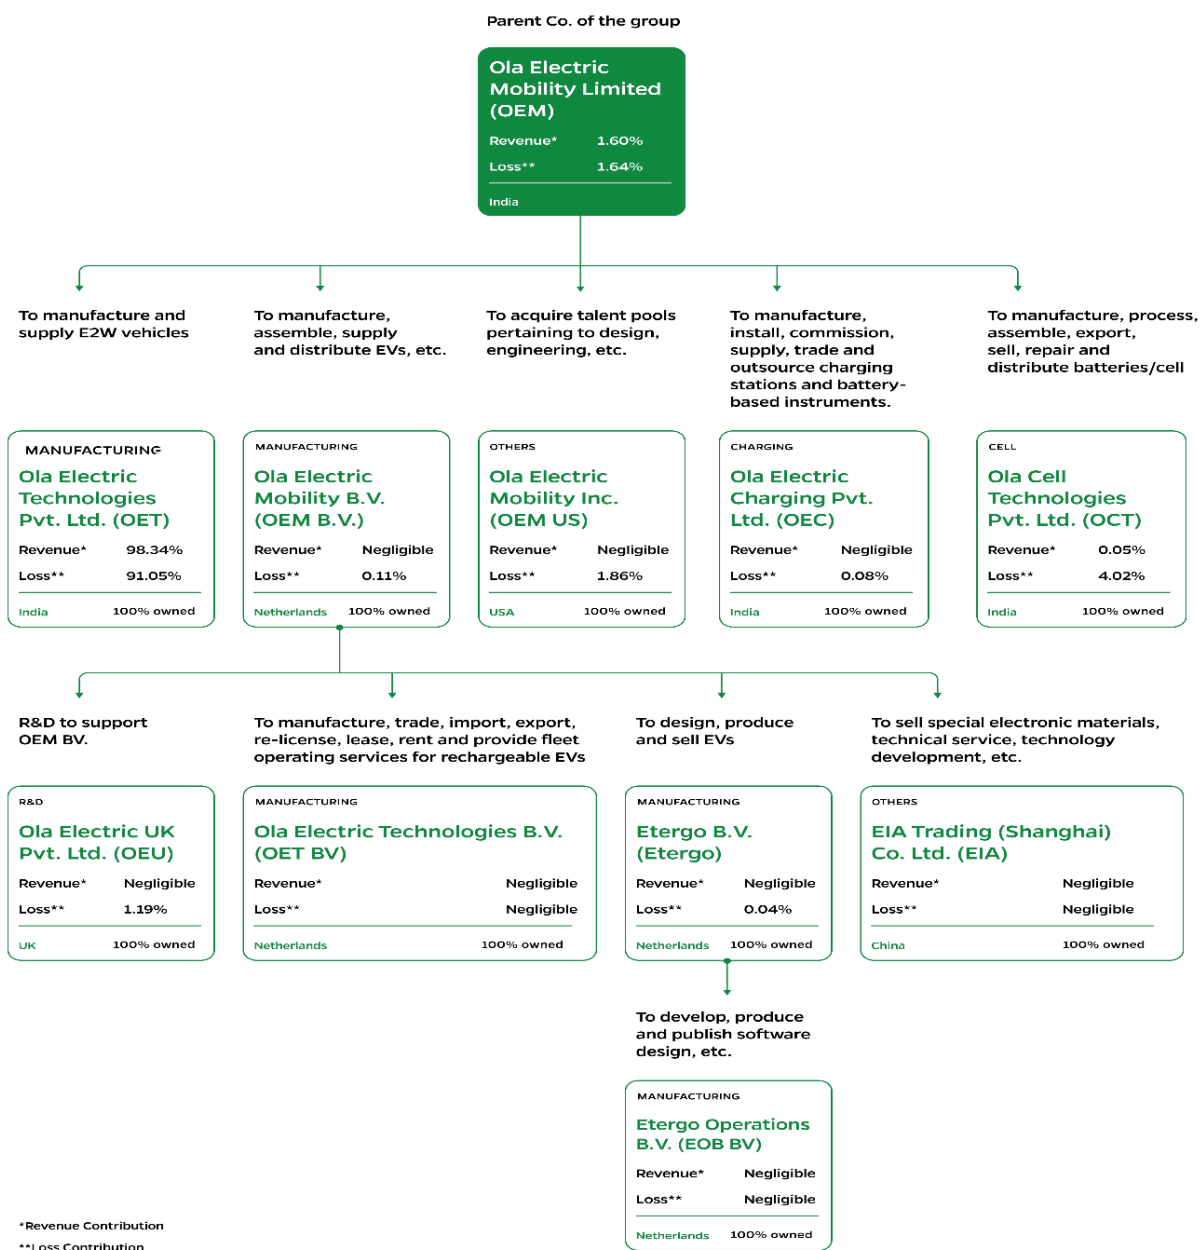 Parent Co. of the group
Ola Electric
Mobility Limited
(OEM)
Revenue* 1.60%
Loss** 1.64%
India
To manufacture and
supply E2W vehicles
To manufacture,
assemble, supply
and distribute EVs, etc.
To acquire talent pools
pertaining to design,
engineering, etc.
To manufacture,
install, commission,
supply, trade and
outsource charging
stations and battery-
based instruments.
To manufacture, process,
assemble, export,
sell, repair and
distribute batteries/cell
MANUFACTURING
Ola Electric
Technologies
Pvt. Ltd. (OET)
Revenue* 98.34%
Loss** 91.05%
India 100% owned
MANUFACTURING
Ola Electric
Mobility B.V.
(OEM B.V.)
Revenue* Negligible
Loss** 0.11%
Netherlands 100% owned
OTHERS
Ola Electric
Mobility Inc.
(OEM US)
Revenue* Negligible
Loss** 1.86%
USA 100% owned
CHARGING
Ola Electric
Charging Pvt.
Ltd. (OEC)
Revenue* Negligible
Loss** 0.08%
India 100% owned
CELL
Ola Cell
Technologies
Pvt. Ltd. (OCT)
Revenue* 0.05%
Loss** 4.02%
India 100% owned
R&D to support
OEM BV.
To manufacture, trade, import, export,
re-license, lease, rent and provide fleet
operating services for rechargeable EVs
To design, produce
and sell EVs
To sell special electronic materials,
technical service, technology
development, etc.
R&D
Ola Electric UK
Pvt. Ltd. (OEU)
Revenue* Negligible
Loss** 1.19%
UK 100% owned
MANUFACTURING
Ola Electric Technologies B.V.
(OET BV)
Revenue* Negligible
Loss** Negligible
Netherlands 100% owned
MANUFACTURING
Etergo B.V.
(Etergo)
Revenue* Negligible
Loss** 0.04%
Netherlands 100% owned
OTHERS
EIA Trading (Shanghai)
Co. Ltd. (EIA)
Revenue* Negligible
Loss** Negligible
China 100% owned
To develop, produce
and publish software
design, etc.
MANUFACTURING
Etergo Operations
B.V. (EOB BV)
Revenue* Negligible
Loss** Negligible
Netherlands 100% owned
*Revenue Contribution
**Loss Contribution